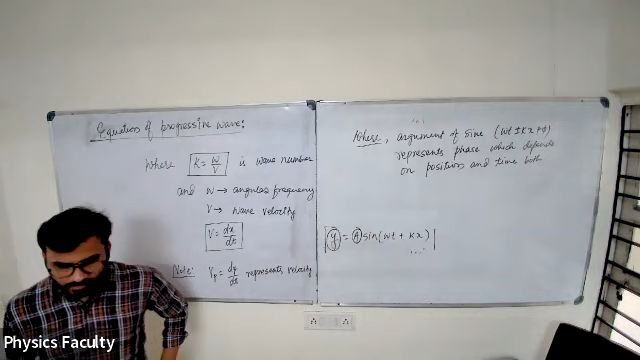 Equation of progressive wave:
where K = w/V is wave number
and w → angular frequency
V → wave velocity
V = dx/dt
Note: Vp = dy/dt represents velocity
Where, argument of sine (wt ± Kx + φ)
represents phase which depends
on position and time both
y = A sin(wt + Kx)
Physics Faculty